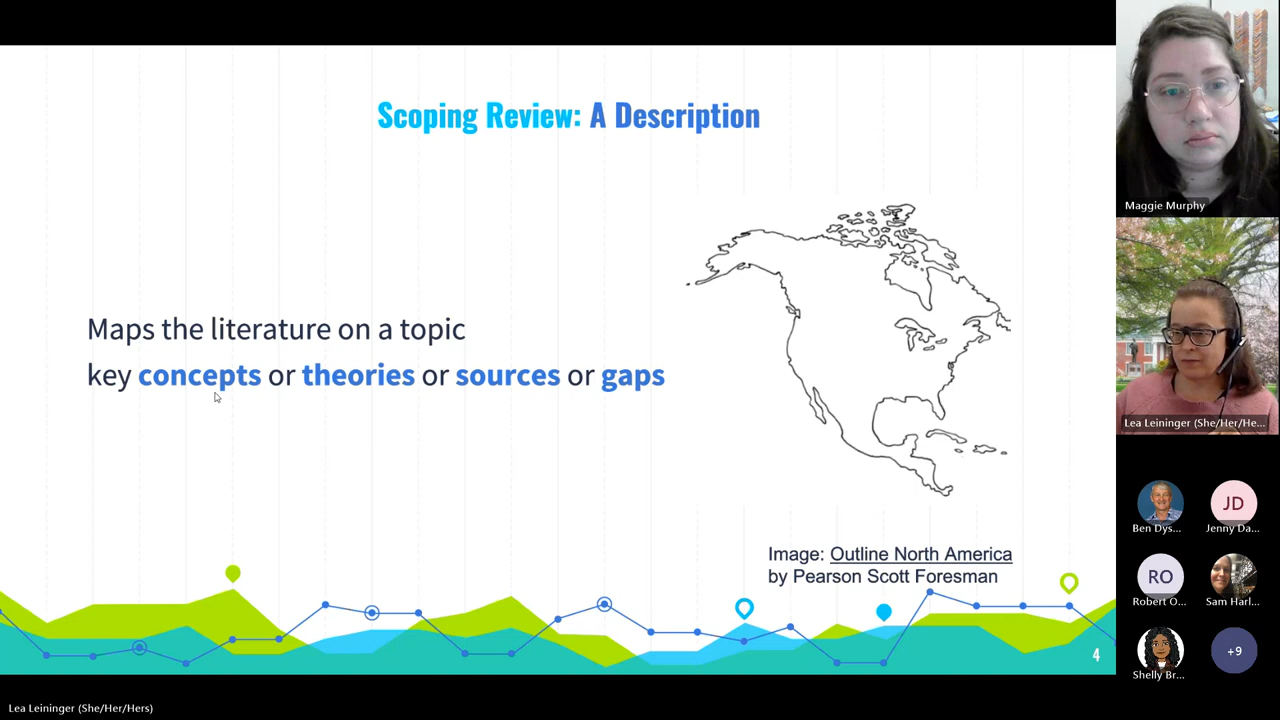 Scoping Review: A Description
Maps the literature on a topic
key concepts or theories or sources or gaps
Image: Outline North America
by Pearson Scott Foresman
4
Maggie Murphy
Lea Leininger (She/Her/He...
Ben Dys...
JD
Jenny Da...
RO
Robert O...
Sam Harl...
Shelly Br...
+9
Lea Leininger (She/Her/Hers)